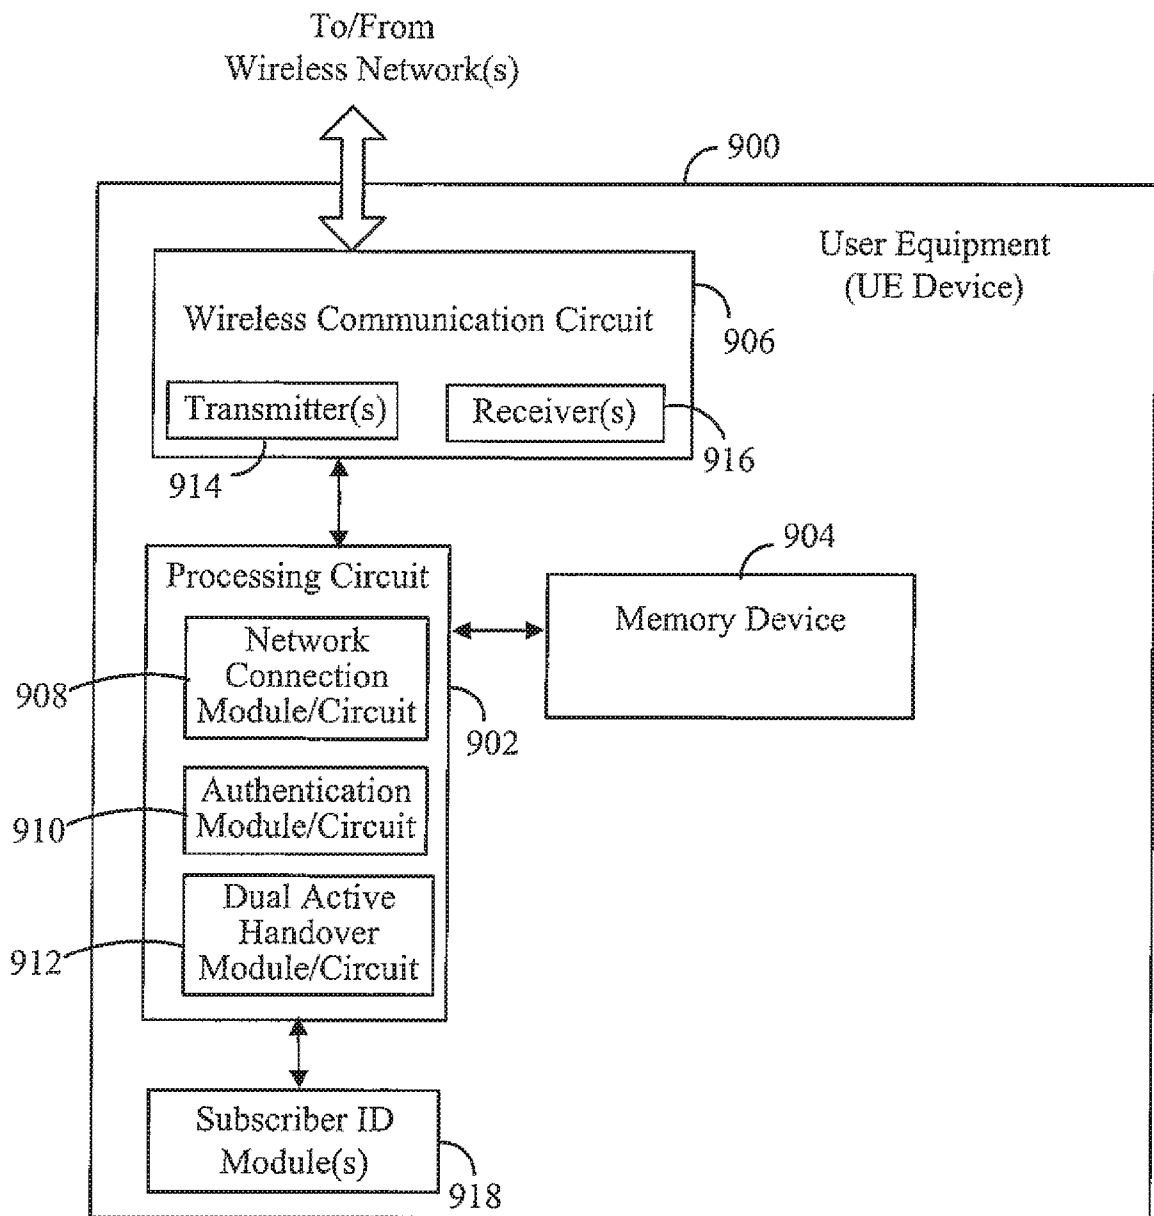 To/From
Wireless Network(s)
900
User Equipment
(UE Device)
Wireless Communication Circuit
906
Transmitter(s)
Receiver(s)
914
916
Processing Circuit
904
Memory Device
Network
Connection
Module/Circuit
908
902
Authentication
Module/Circuit
910
Dual Active
Handover
Module/Circuit
912
Subscriber ID
Module(s)
918